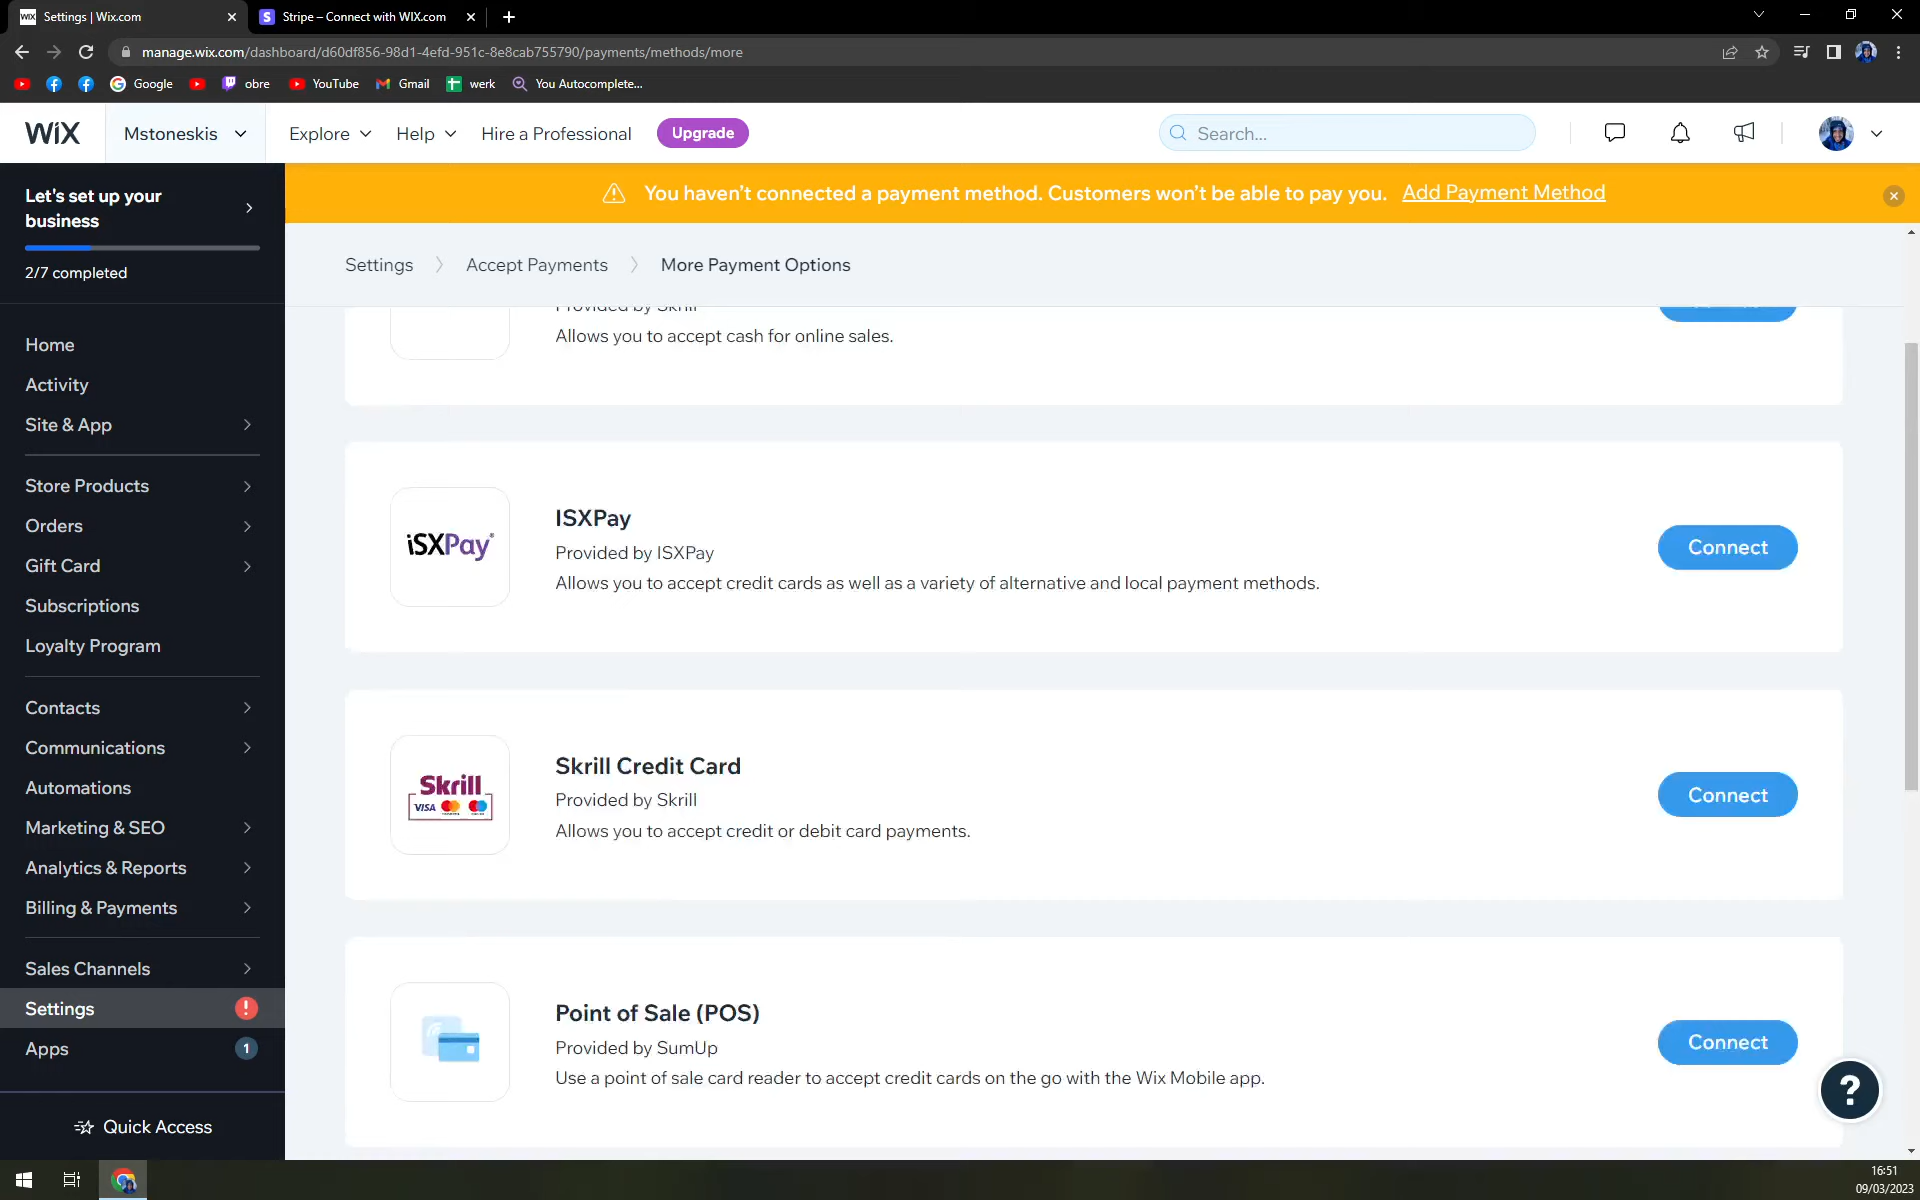 Settings | Wix.com
Stripe – Connect with WIX.com
manage.wix.com/dashboard/d60df856-98d1-4efd-951c-8e8cab755790/payments/methods/more
Google
obre
YouTube
Gmail
werk
You Autocomplete...
WiX
Mstoneskis
Explore
Help
Hire a Professional
Upgrade
Search...
Let's set up your
business
2/7 completed
You haven't connected a payment method. Customers won't be able to pay you. Add Payment Method
Settings
Accept Payments
More Payment Options
Home
Activity
Site & App
Store Products
Orders
Gift Card
Subscriptions
Loyalty Program
Contacts
Communications
Automations
Marketing & SEO
Analytics & Reports
Billing & Payments
Sales Channels
Settings
Apps
1
Quick Access
Provided by Skrill
Allows you to accept cash for online sales.
iSXPay
ISXPay
Provided by ISXPay
Allows you to accept credit cards as well as a variety of alternative and local payment methods.
Connect
Skrill
VISA
Skrill Credit Card
Provided by Skrill
Allows you to accept credit or debit card payments.
Connect
Point of Sale (POS)
Provided by SumUp
Use a point of sale card reader to accept credit cards on the go with the Wix Mobile app.
Connect
?
16:51
09/03/2023